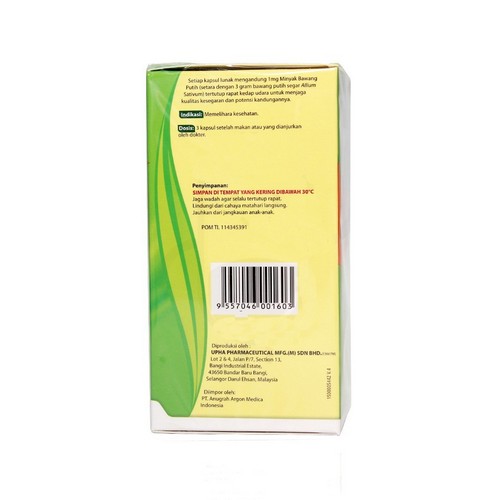 Setiap kapsul lunak mengandung 1mg Minyak Bawang
Putih (setara dengan 3 gram bawang putih segar Allium
Sativum) tertutup rapat kedap udara untuk menjaga
kualitas kesegaran dan potensi kandungannya.
Indikasi: Memelihara kesehatan.
Dosis: 3 kapsul setelah makan atau yang dianjurkan
oleh dokter.
Penyimpanan:
SIMPAN DI TEMPAT YANG KERING DIBAWAH 30°C
Jaga wadah agar selalu tertutup rapat.
Lindungi dari cahaya matahari langsung.
Jauhkan dari jangkauan anak-anak.
POM TI. 114345391
9 557046 001603
Diproduksi oleh :
UPHA PHARMACEUTICAL MFG.(M) SDN BHD.
Lot 2 & 4, Jalan P/7, Section 13,
Bangi Industrial Estate,
43650 Bandar Baru Bangi,
Selangor Darul Ehsan, Malaysia
Diimpor oleh:
PT. Anugrah Argon Medica
Indonesia